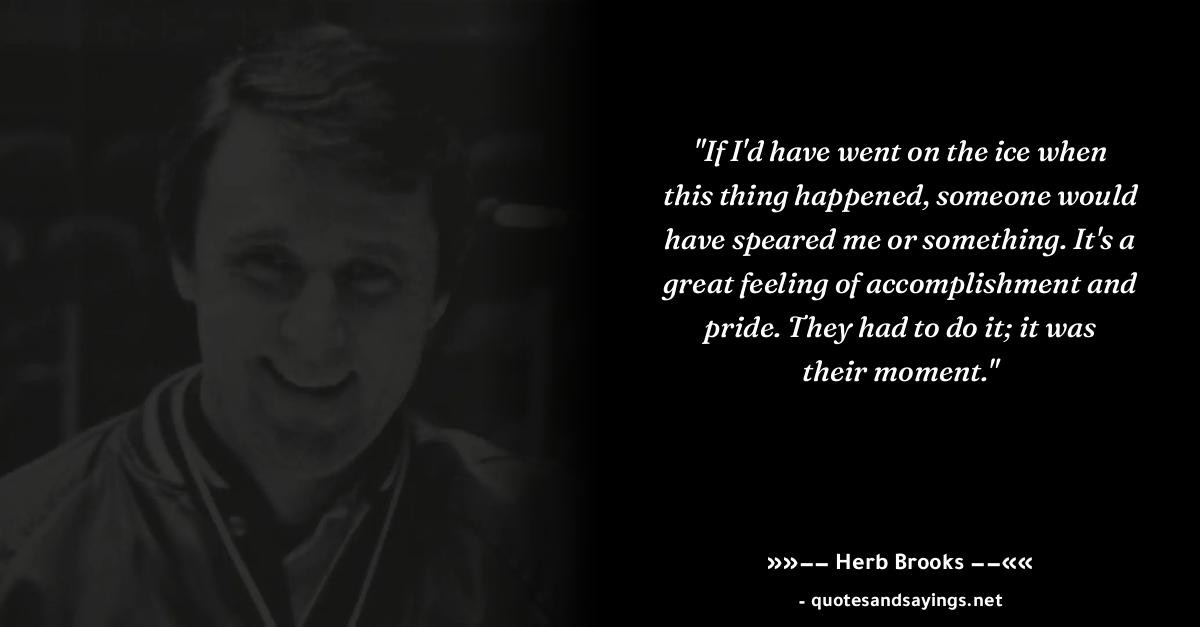 "If I'd have went on the ice when
this thing happened, someone would
have speared me or something. It's a
great feeling of accomplishment and
pride. They had to do it; it was
their moment."
»»−− Herb Brooks −−««
- quotesandsayings.net